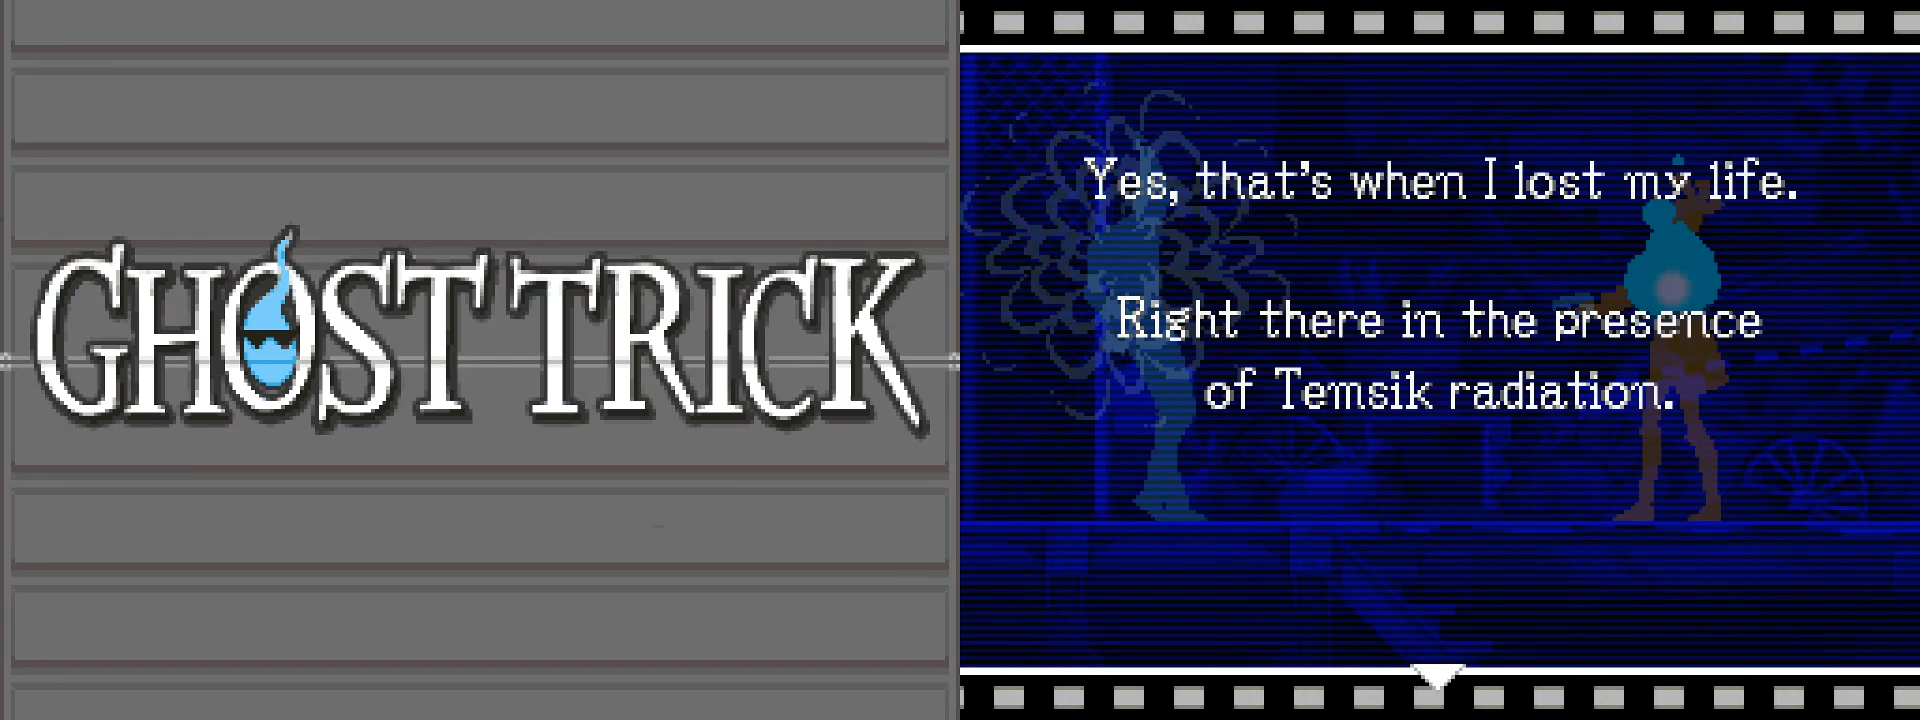 GHOST TRICK
Yes, that's when I lost my life.
Right there in the presence
of Temsik radiation.